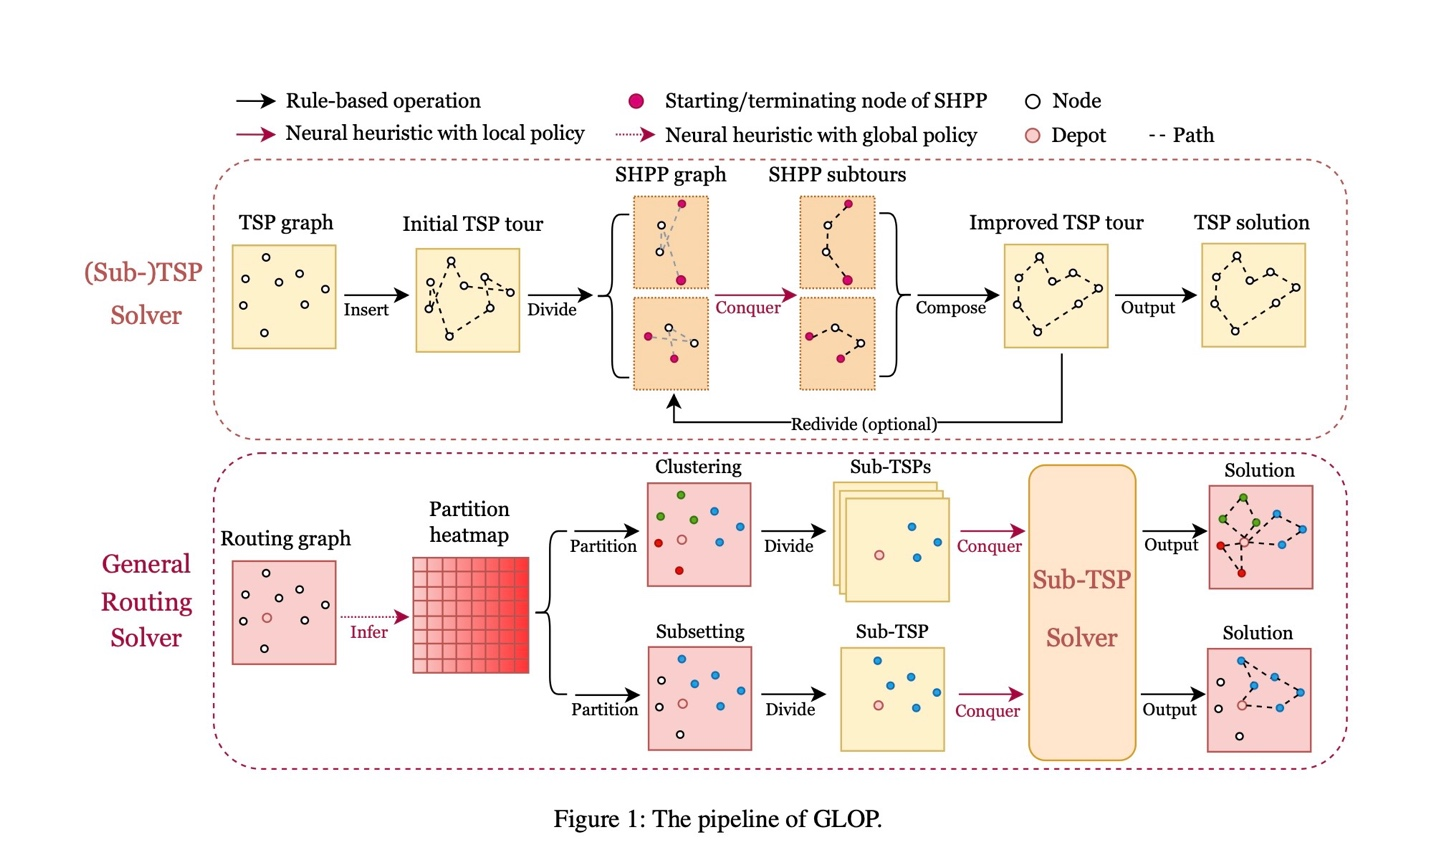 Rule-based operation
Starting/terminating node of SHPP
Node
Neural heuristic with local policy
Neural heuristic with global policy
Depot
Path
(Sub-)TSP
Solver
TSP graph
Insert
Initial TSP tour
Divide
SHPP graph
Conquer
SHPP subtours
Compose
Improved TSP tour
Output
TSP solution
Redivide (optional)
General
Routing
Solver
Routing graph
Infer
Partition
heatmap
Partition
Clustering
Divide
Sub-TSPs
Conquer
Partition
Subsetting
Divide
Sub-TSP
Conquer
Sub-TSP
Solver
Output
Solution
Output
Solution
Figure 1: The pipeline of GLOP.